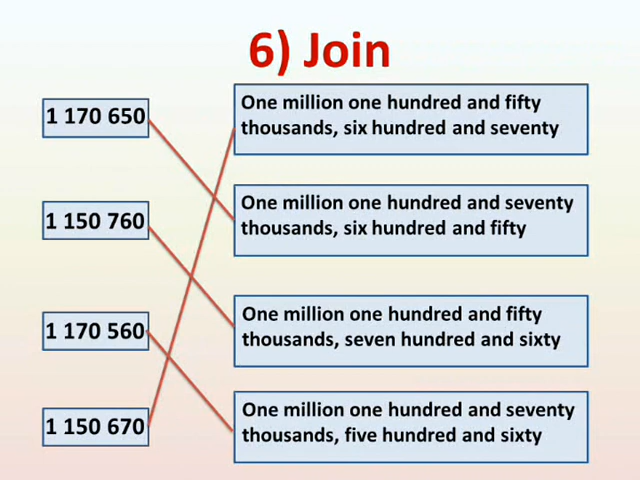 6) Join
1 170 650
One million one hundred and fifty
thousands, six hundred and seventy
1 150 760
One million one hundred and seventy
thousands, six hundred and fifty
1 170 560
One million one hundred and fifty
thousands, seven hundred and sixty
1 150 670
One million one hundred and seventy
thousands, five hundred and sixty